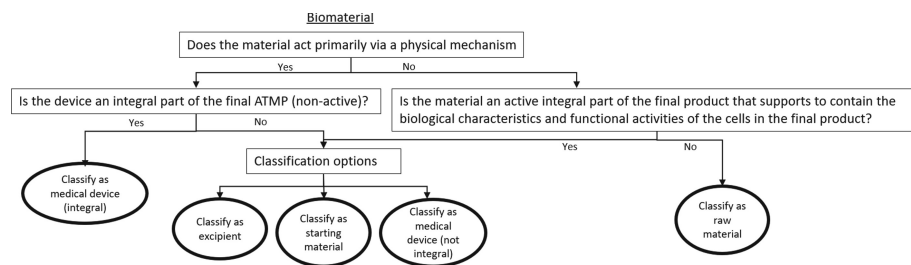 Biomaterial
Does the material act primarily via a physical mechanism
Yes
No
Is the device an integral part of the final ATMP (non-active)?
Is the material an active integral part of the final product that supports to contain the
biological characteristics and functional activities of the cells in the final product?
Yes
No
Yes
No
Classification options
Classify as
medical device
(integral)
Classify as
excipient
Classify as
starting
material
Classify as
medical
device (not
integral)
Classify as
raw
material